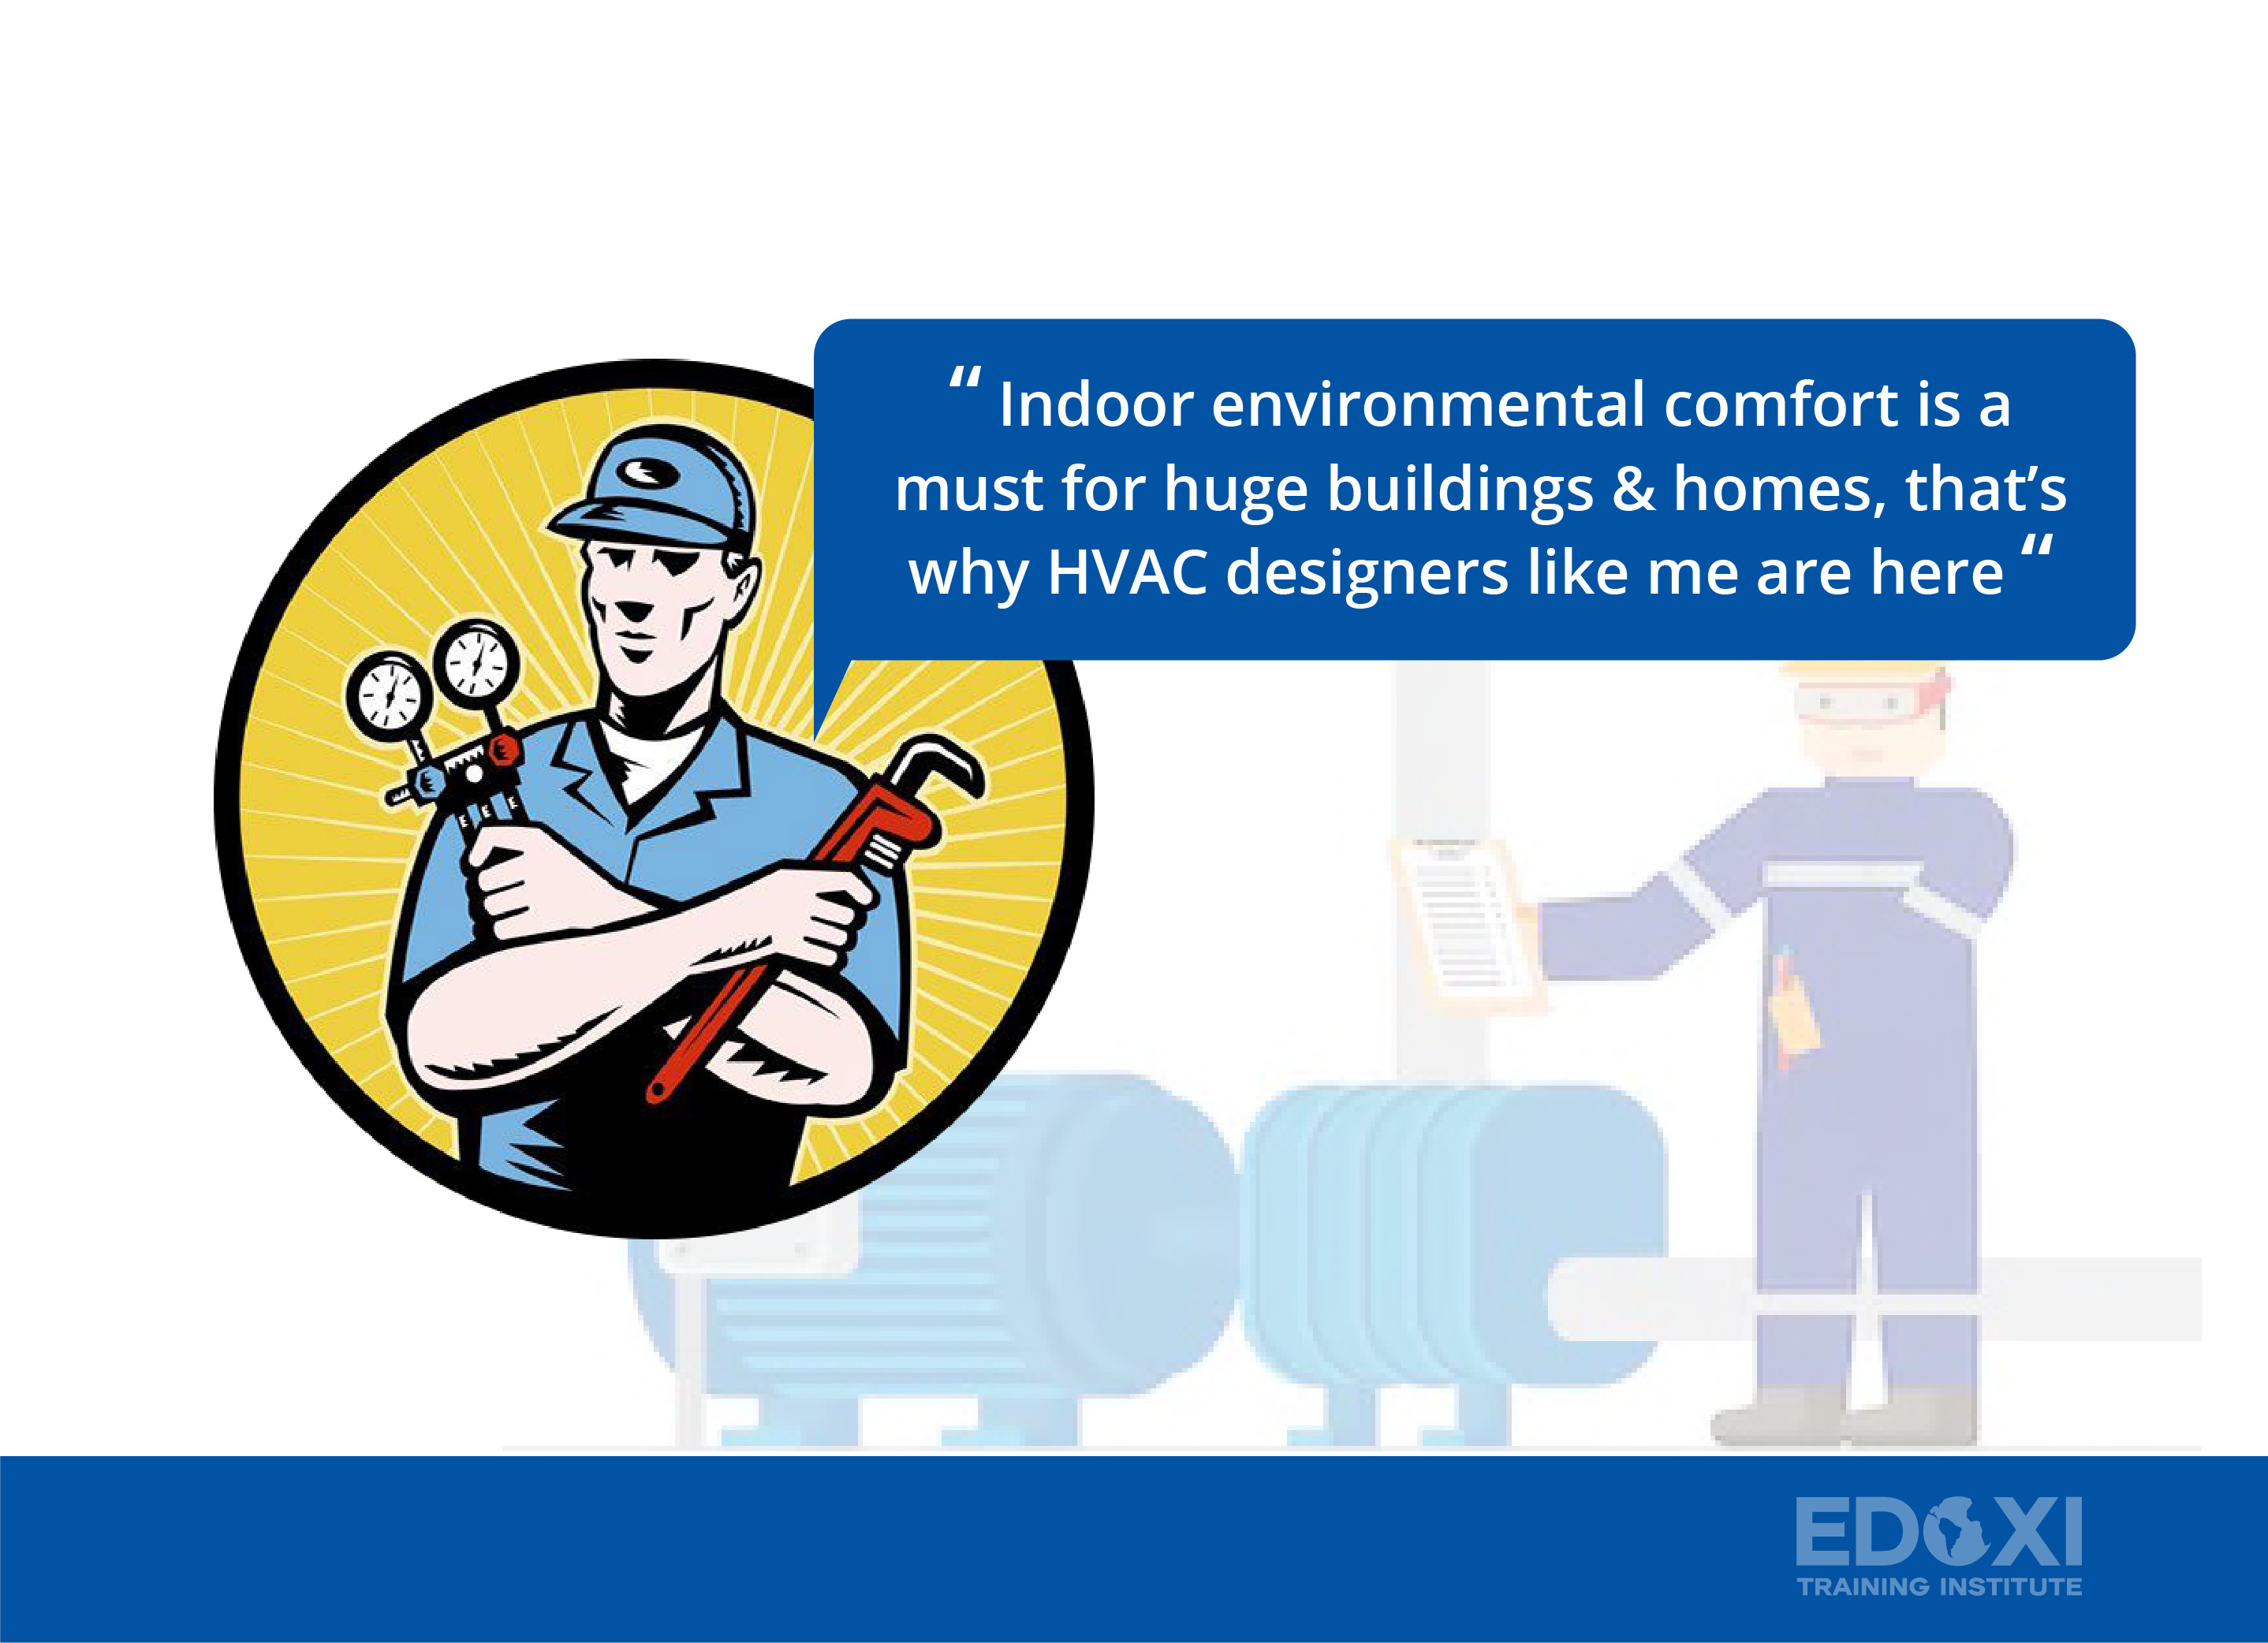 “ Indoor environmental comfort is a
must for huge buildings & homes, that’s
why HVAC designers like me are here “
EDOXI
TRAINING INSTITUTE